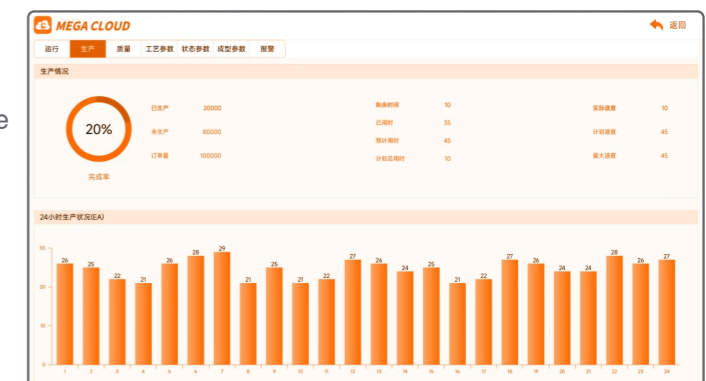 e
MEGA CLOUD
返回
运行 生产 质量 工艺参数 状态参数 成型参数 报警
生产情况
20%
完成率
已生产 20000
未生产 80000
订单量 100000
剩余时间 10
已用时 35
预计用时 45
计划总用时 10
实际速度 10
计划速度 45
最大速度 45
24小时生产状况(EA)
30
20
10
0
26 25 22 21 26 28 29 21 25 21 22 27 26 24 25 21 22 27 26 24 24 28 26 27
1 2 3 4 5 6 7 8 9 10 11 12 13 14 15 16 17 18 19 20 21 22 23 24